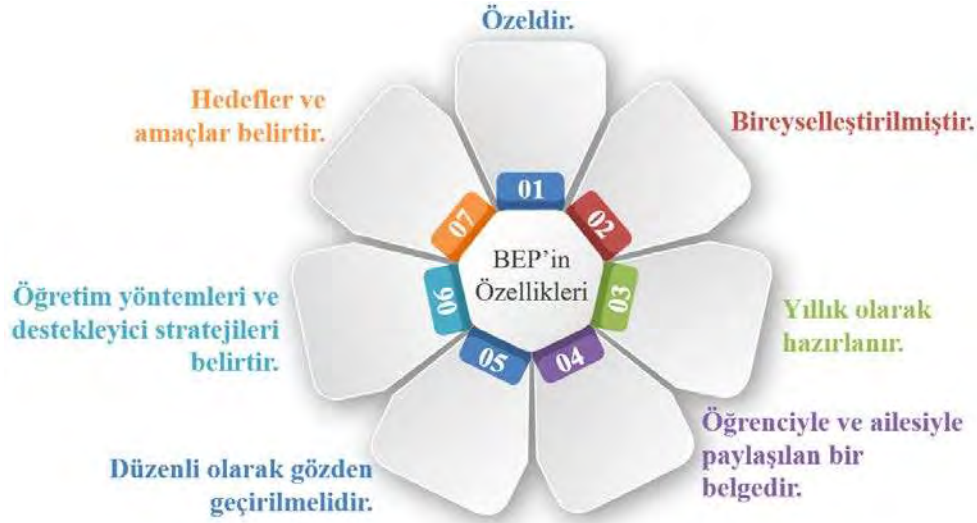 Özeldir.
01
Bireyselleştirilmiştir.
02
Yıllık olarak
hazırlanır.
03
Öğrenciyle ve ailesiyle
paylaşılan bir
belgedir.
04
Düzenli olarak gözden
geçirilmelidir.
05
Öğretim yöntemleri ve
destekleyici stratejileri
belirtir.
06
Hedefler ve
amaçlar belirtir.
07
BEP’in
Özellikleri